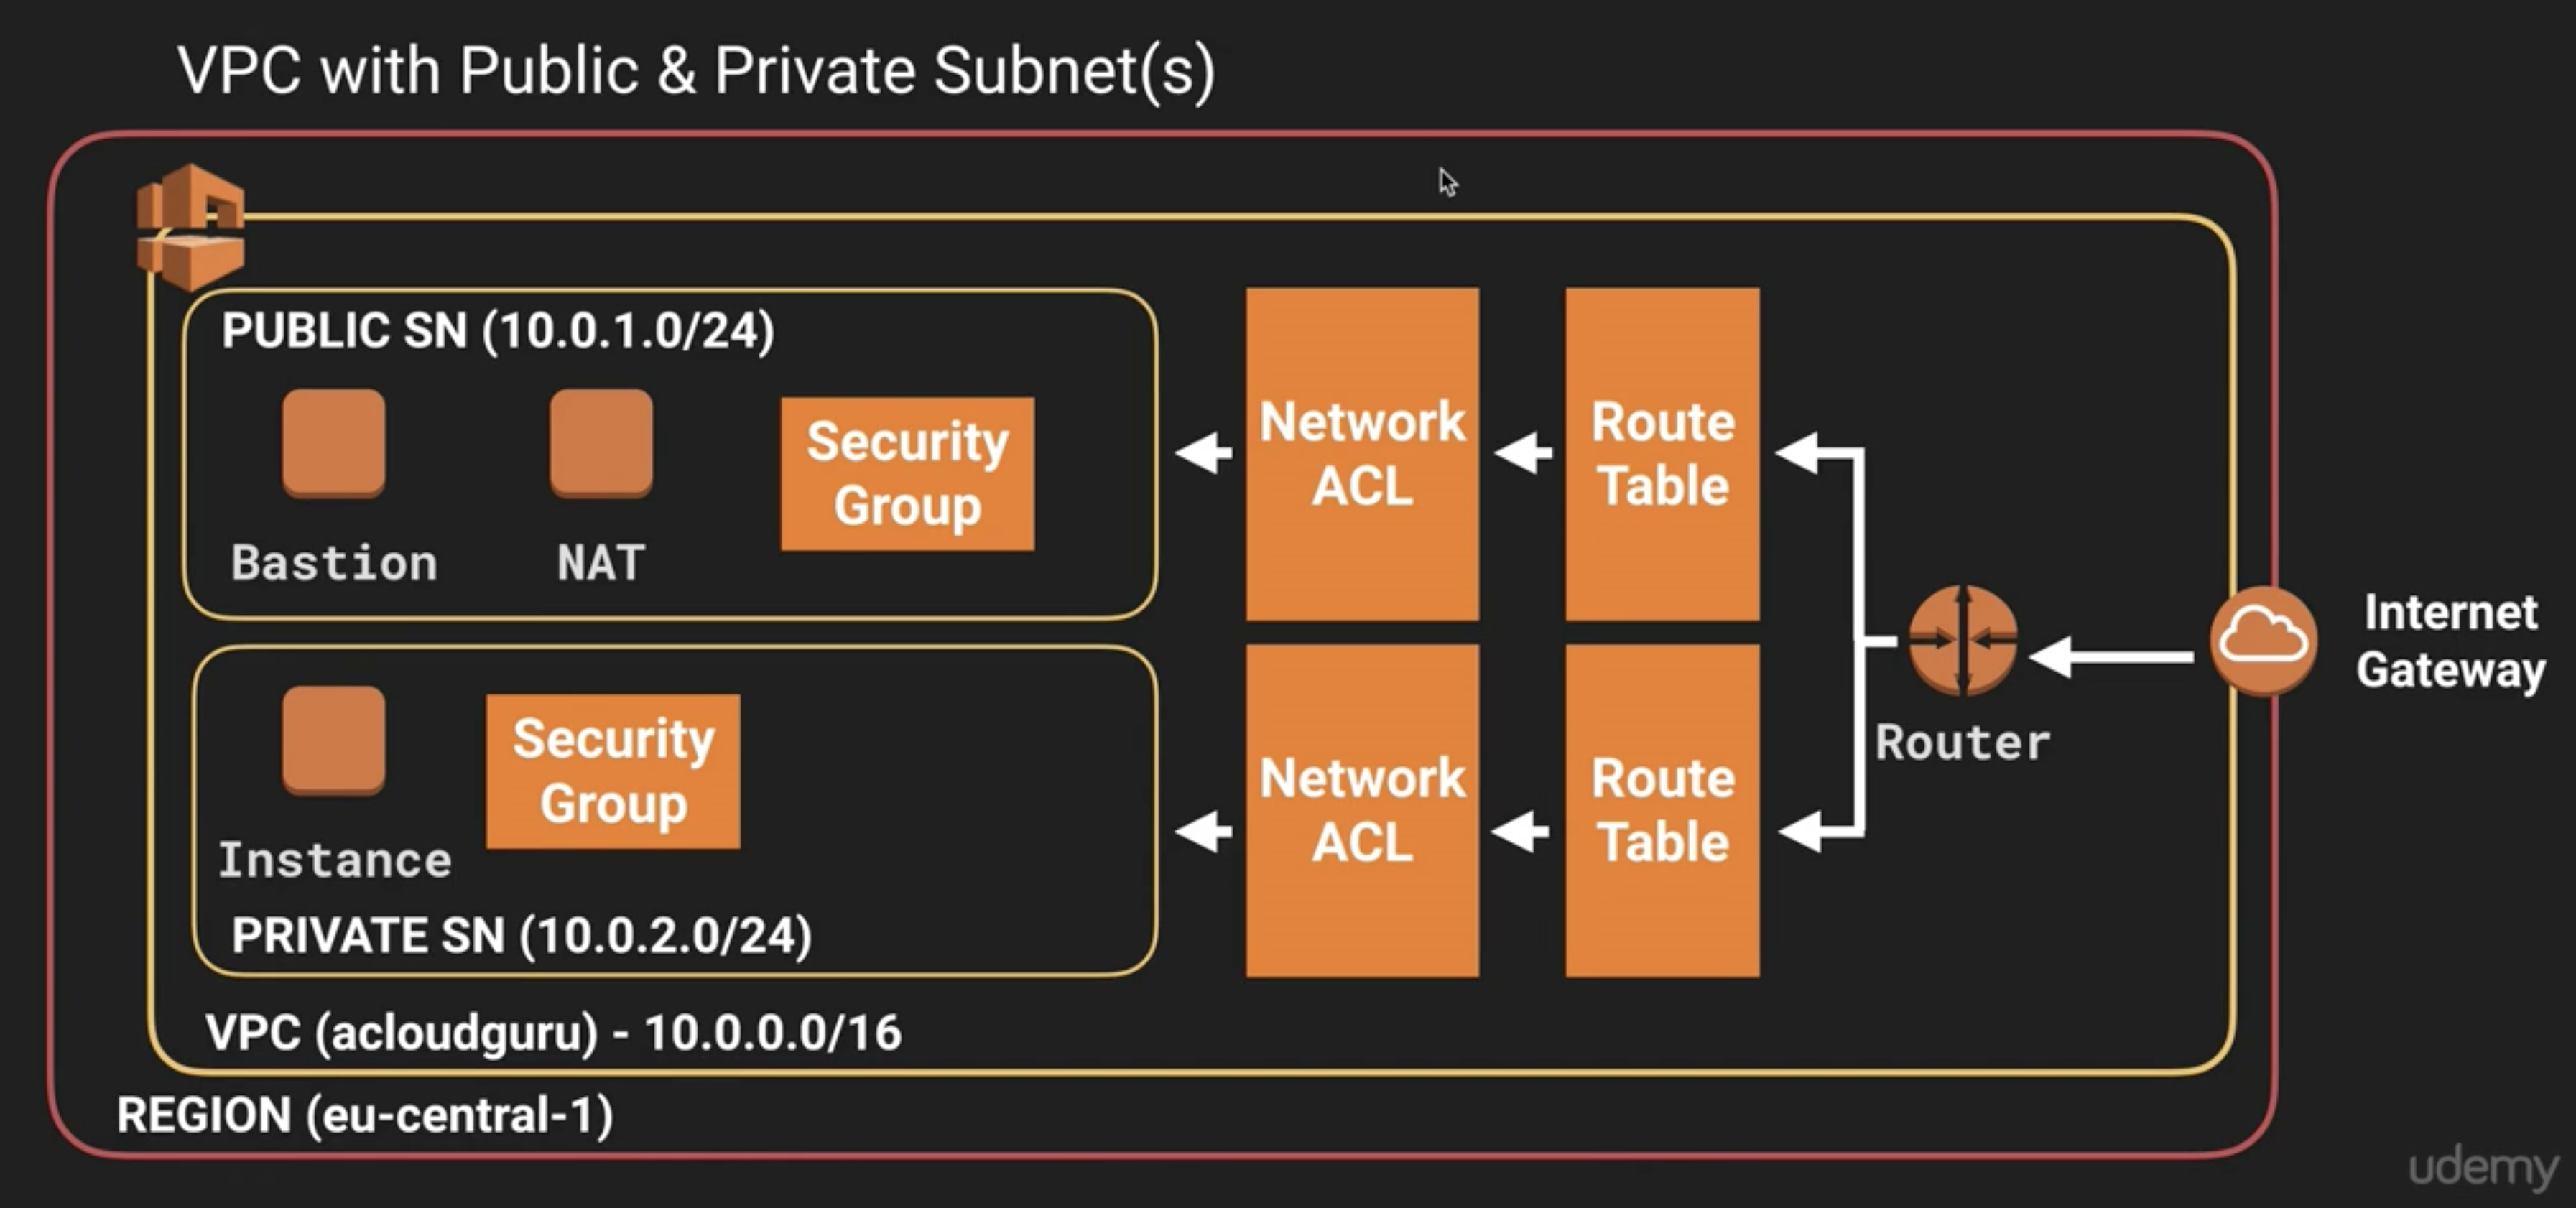 VPC with Public & Private Subnet(s)
PUBLIC SN (10.0.1.0/24)
Bastion
NAT
Security
Group
Network
ACL
Route
Table
Instance
Security
Group
PRIVATE SN (10.0.2.0/24)
Network
ACL
Route
Table
Router
Internet
Gateway
VPC (acloudguru) - 10.0.0.0/16
REGION (eu-central-1)
udemy